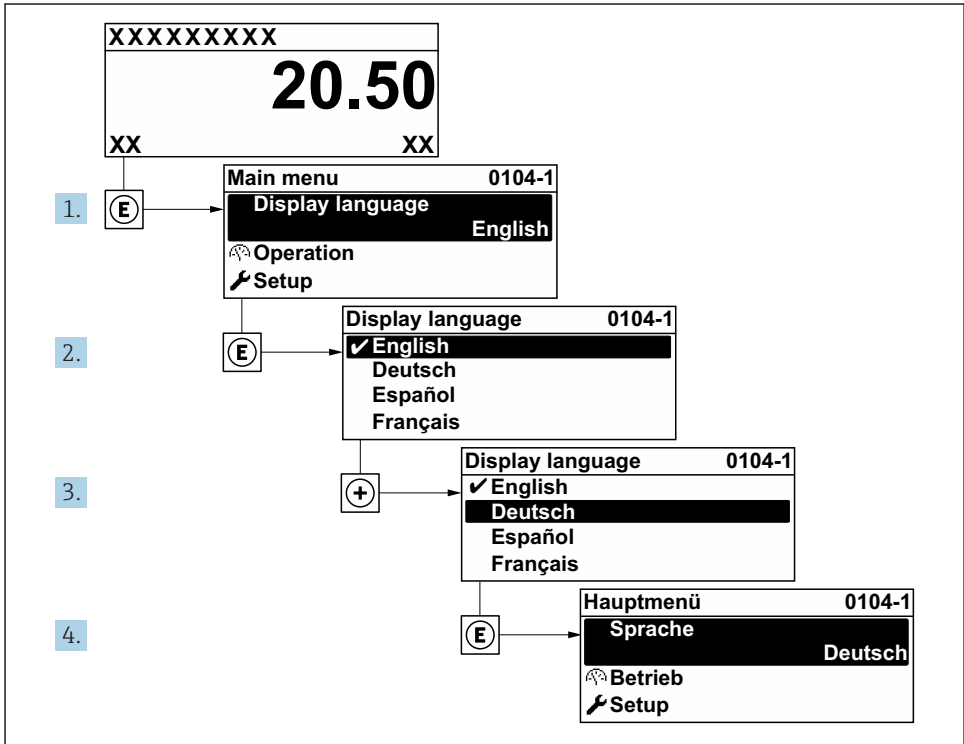 XXXXXXXXX
20.50
XX XX
1. E
Main menu 0104-1
Display language
English
Operation
Setup
2. E
Display language 0104-1
✔ English
Deutsch
Español
Français
3. +
Display language 0104-1
✔ English
Deutsch
Español
Français
4. E
Hauptmenü 0104-1
Sprache
Deutsch
Betrieb
Setup